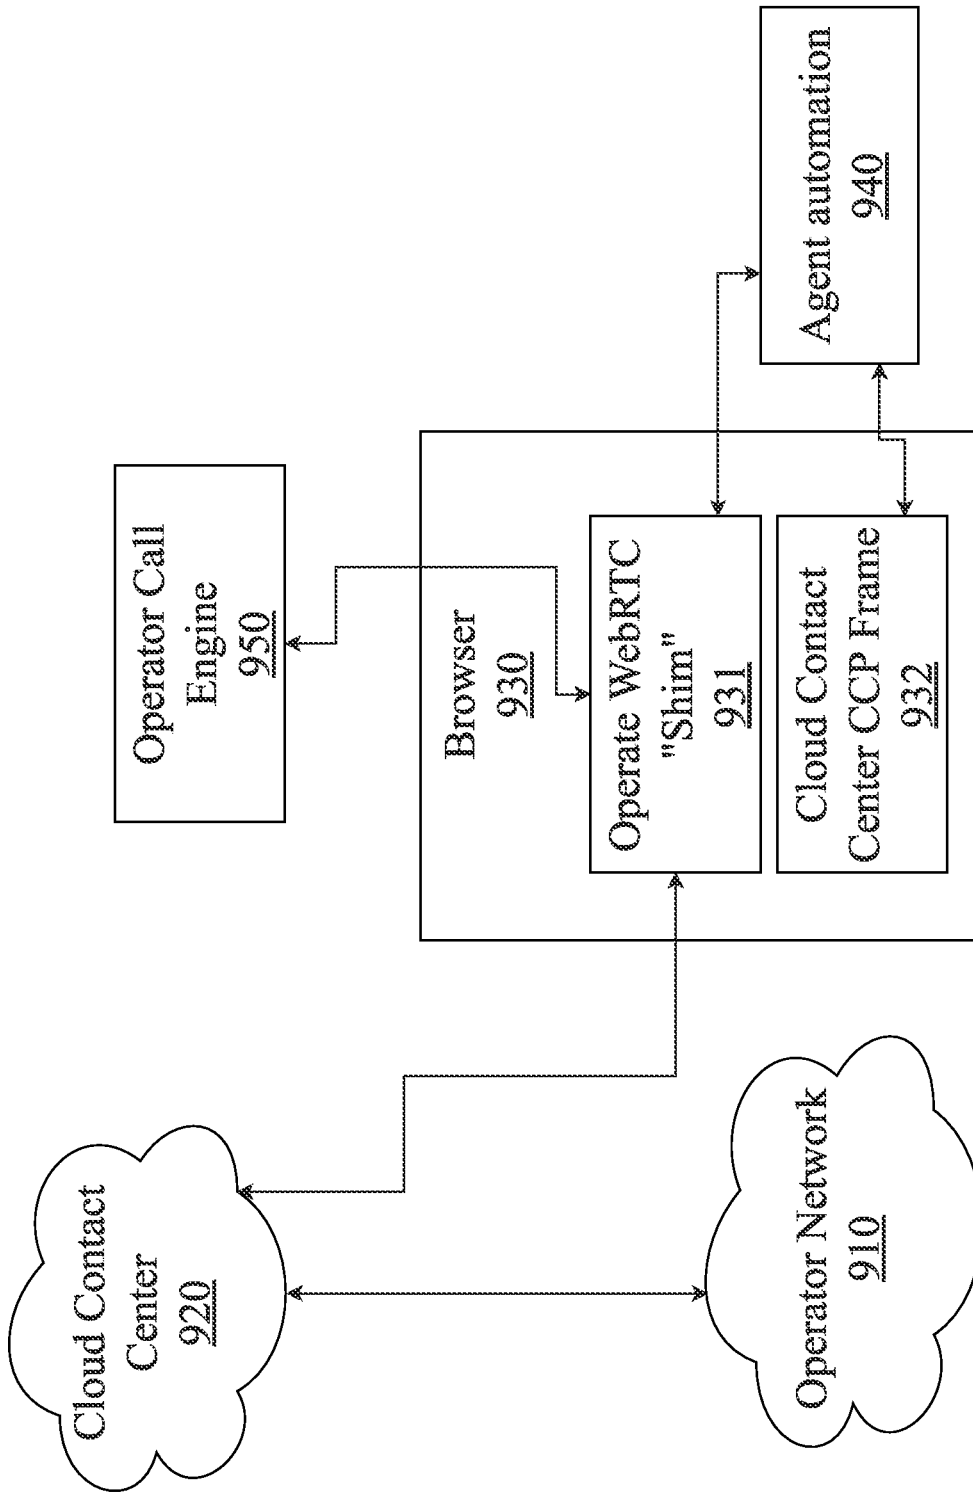 Cloud Contact
Center
920
Operator Network
910
Operator Call
Engine
950
Browser
930
Operate WebRTC
"Shim"
931
Cloud Contact
Center CCP Frame
932
Agent automation
940